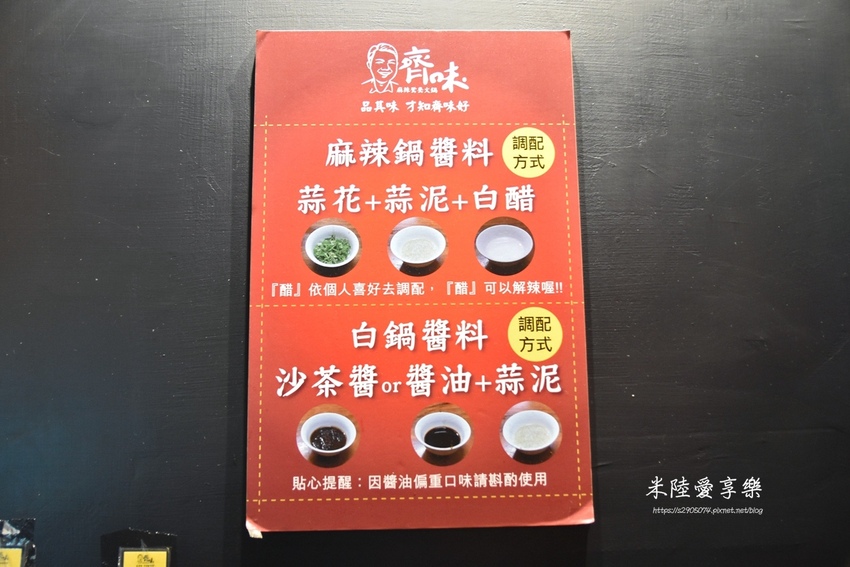 齊味
麻辣鴛鴦火鍋
品其味 才知齊味好
麻辣鍋醬料
調配
方式
蒜花+蒜泥+白醋
『醋』依個人喜好去調配，『醋』可以解辣喔!!
白鍋醬料
調配
方式
沙茶醬or醬油+蒜泥
貼心提醒：因醬油偏重口味請斟酌使用
米陸愛享樂
https://s2906074.pixnet.net/blog